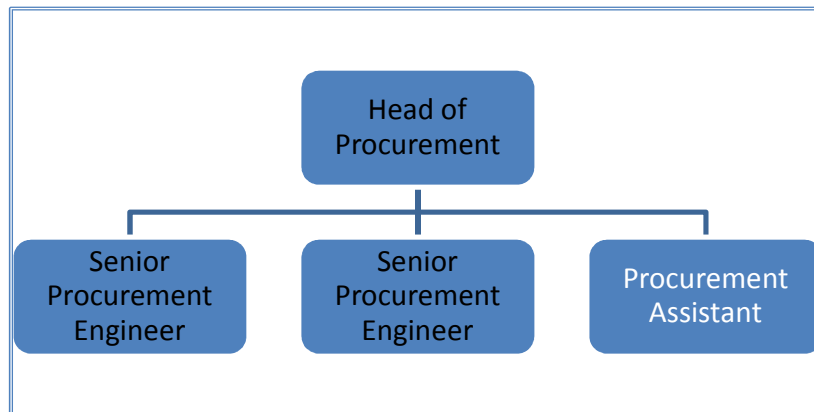 Head of
Procurement
Senior
Procurement
Engineer
Senior
Procurement
Engineer
Procurement
Assistant